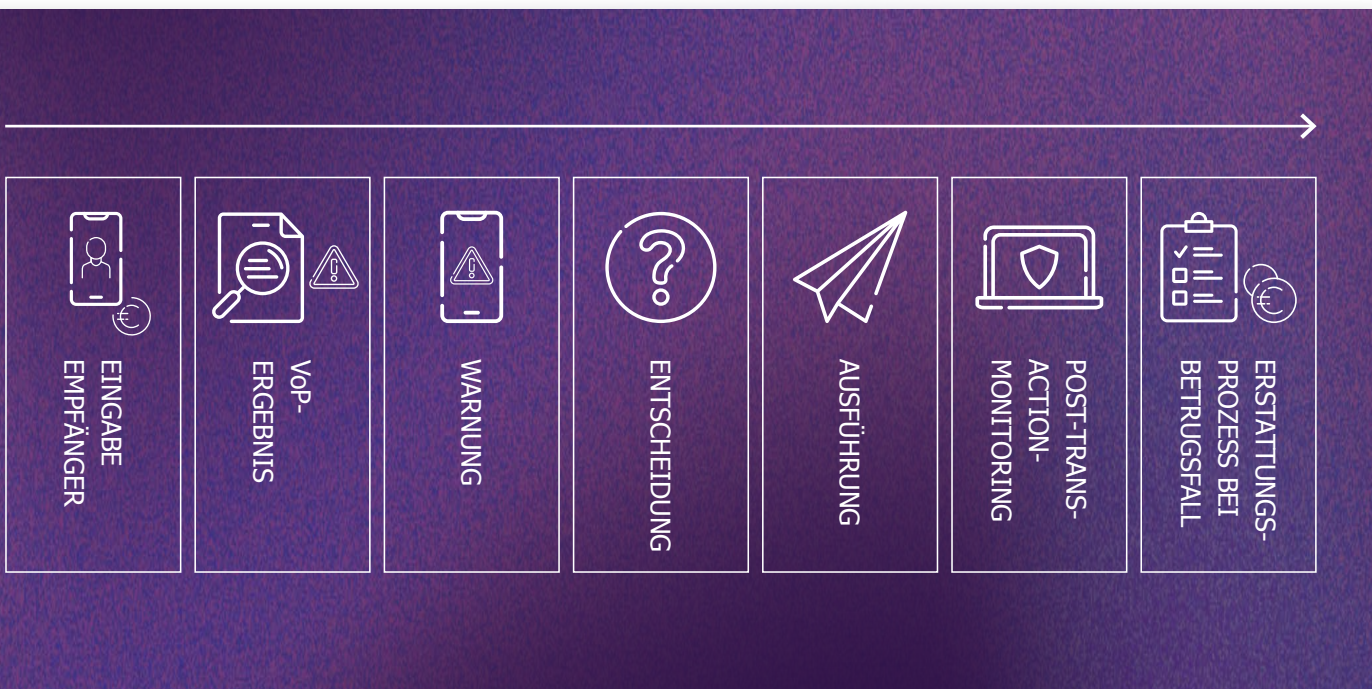 EINGABE
EMPFÄNGER
VoP-
ERGEBNIS
WARNUNG
ENTSCHEIDUNG
AUSFÜHRUNG
POST-TRANS-
ACTION-
MONITORING
ERSTATTUNGS-
PROZESS BEI
BETRUGSFALL